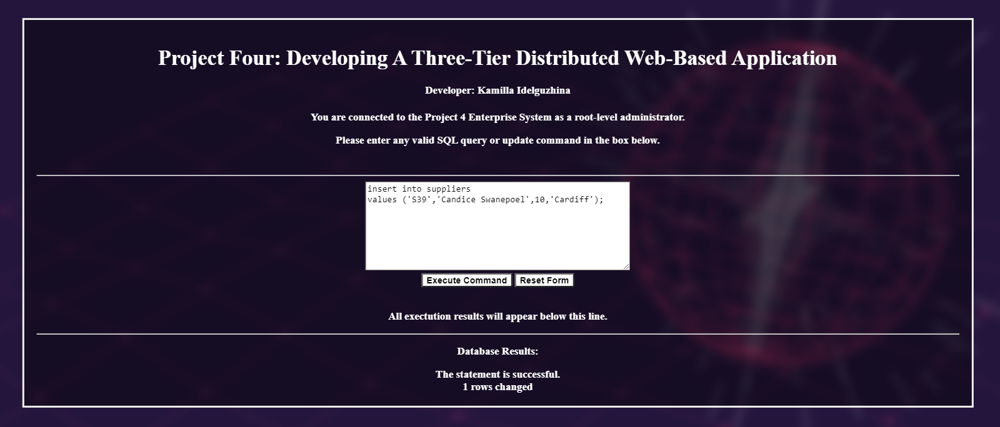 Project Four: Developing A Three-Tier Distributed Web-Based Application
Developer: Kamilla Idelguzhina
You are connected to the Project 4 Enterprise System as a root-level administrator.
Please enter any valid SQL query or update command in the box below.
insert into suppliers
values ('S39','Candice Swanepoel',10,'Cardiff');
Execute Command Reset Form
All exectution results will appear below this line.
Database Results:
The statement is successful.
1 rows changed